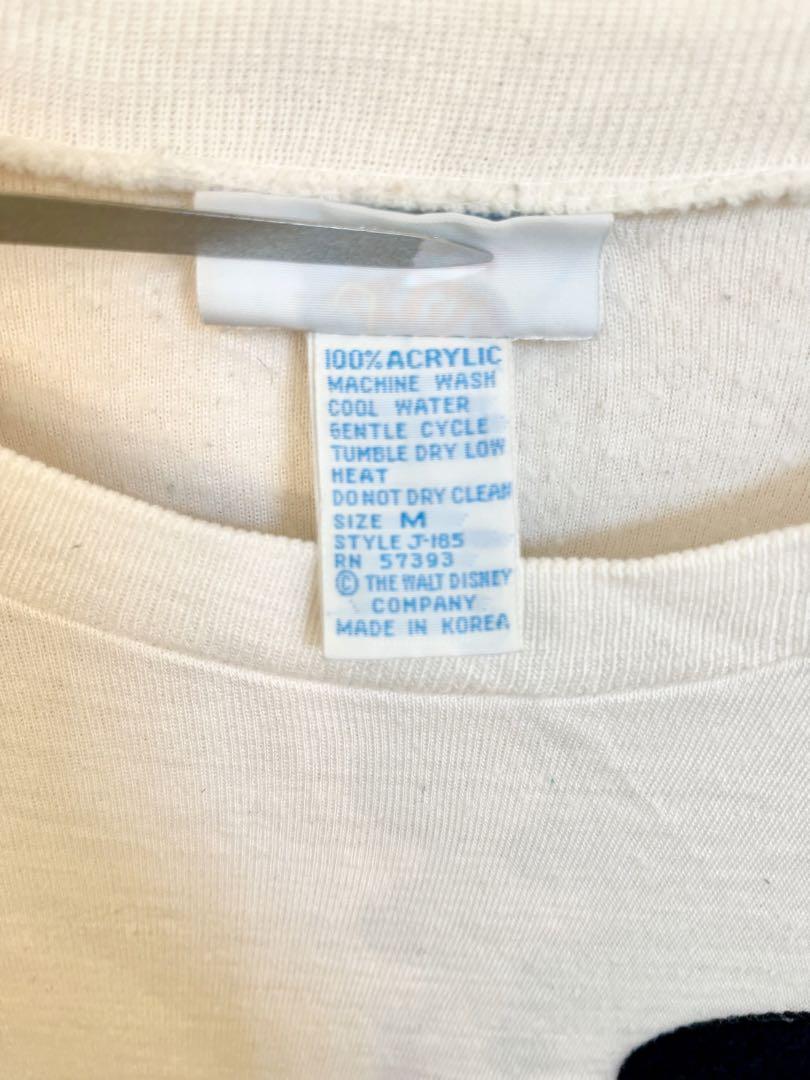 100% ACRYLIC
MACHINE WASH
COOL WATER
GENTLE CYCLE
TUMBLE DRY LOW
HEAT
DO NOT DRY CLEAN
SIZE M
STYLE J-185
RN 57393
© THE WALT DISNEY
COMPANY
MADE IN KOREA